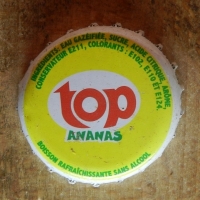 INGRÉDIENTS: EAU GAZÉIFIÉE, SUCRE, ACIDE CITRIQUE, ARÔME,
CONSERVATEUR E211, COLORANTS: E102, E110 ET E124.
top
ANANAS
BOISSON RAFRAÎCHISSANTE SANS ALCOOL